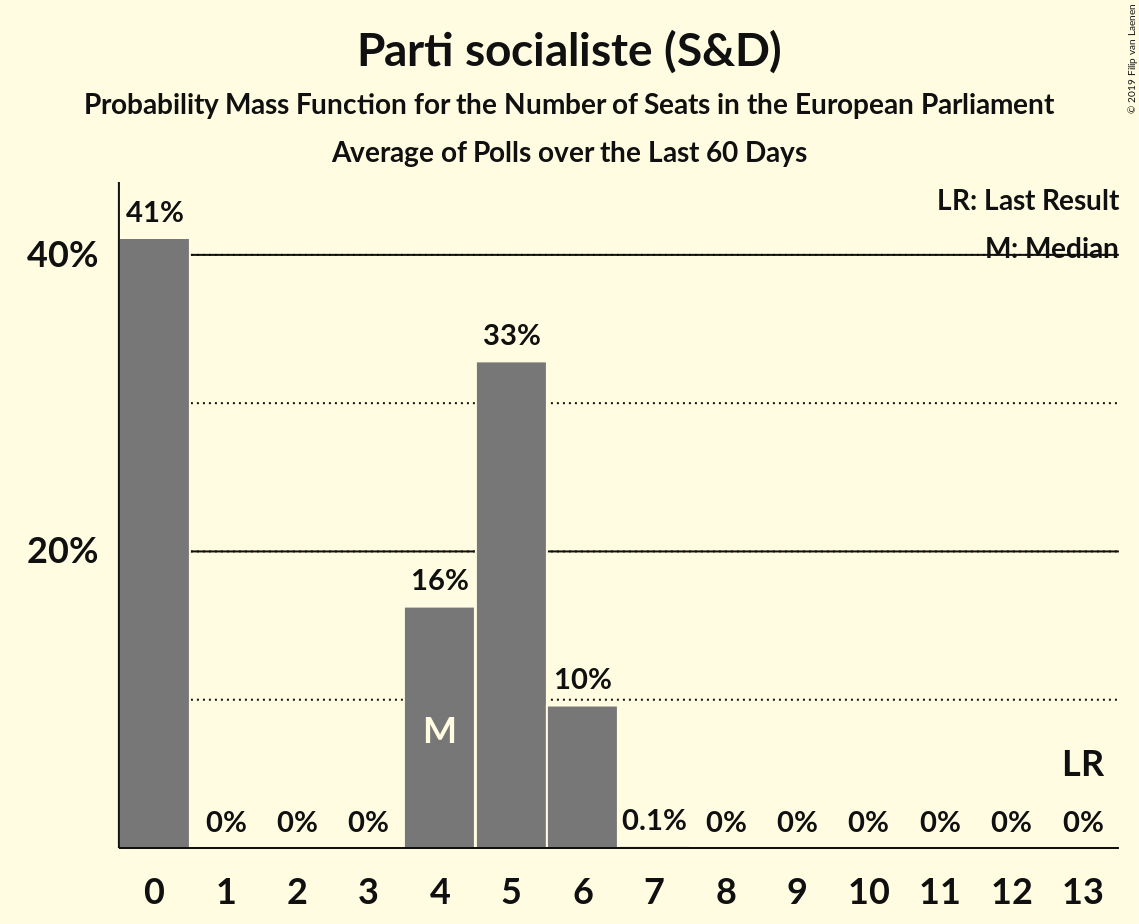 Parti socialiste (S&D)
Probability Mass Function for the Number of Seats in the European Parliament
Average of Polls over the Last 60 Days
© 2019 Filip van Laenen
LR: Last Result
M: Median
41%
40%
33%
20%
16%
10%
M
LR
0% 0% 0% 0.1% 0% 0% 0% 0% 0% 0%
0 1 2 3 4 5 6 7 8 9 10 11 12 13